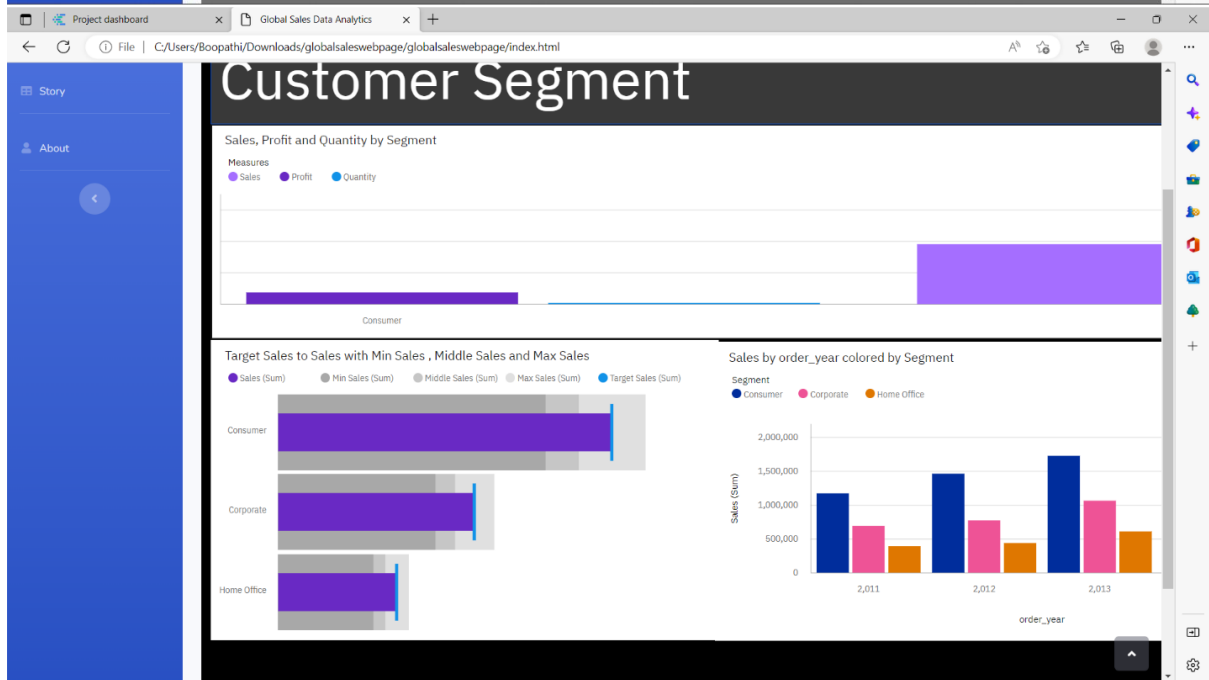 Project dashboard
Global Sales Data Analytics
File | C:/Users/Boopathi/Downloads/globalsaleswebpage/globalsaleswebpage/index.html
Story
About
Customer Segment
Sales, Profit and Quantity by Segment
Measures
Sales Profit Quantity
Consumer
Target Sales to Sales with Min Sales , Middle Sales and Max Sales
Sales (Sum) Min Sales (Sum) Middle Sales (Sum) Max Sales (Sum) Target Sales (Sum)
Consumer
Corporate
Home Office
Sales by order_year colored by Segment
Segment
Consumer Corporate Home Office
Sales (Sum)
2,000,000
1,500,000
1,000,000
500,000
0
2,011 2,012 2,013
order_year